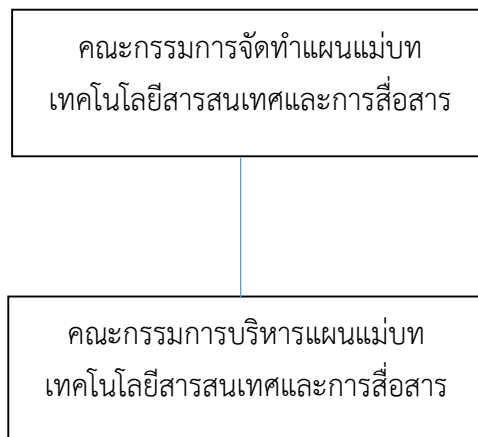 คณะกรรมการจัดทำแผนแม่บท
เทคโนโลยีสารสนเทศและการสื่อสาร
คณะกรรมการบริหารแผนแม่บท
เทคโนโลยีสารสนเทศและการสื่อสาร